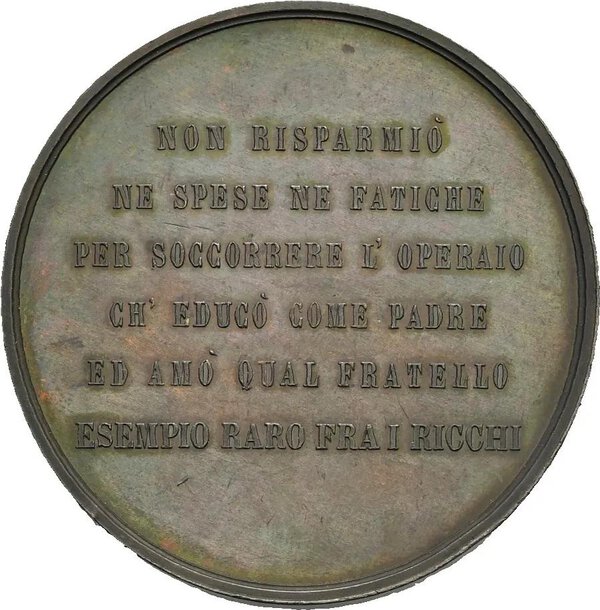 NON RISPARMIÒ
NE SPESE NE FATICHE
PER SOCCORRERE L' OPERAIO
CH' EDUCÒ COME PADRE
ED AMÒ QUAL FRATELLO
ESEMPIO RARO FRA I RICCHI